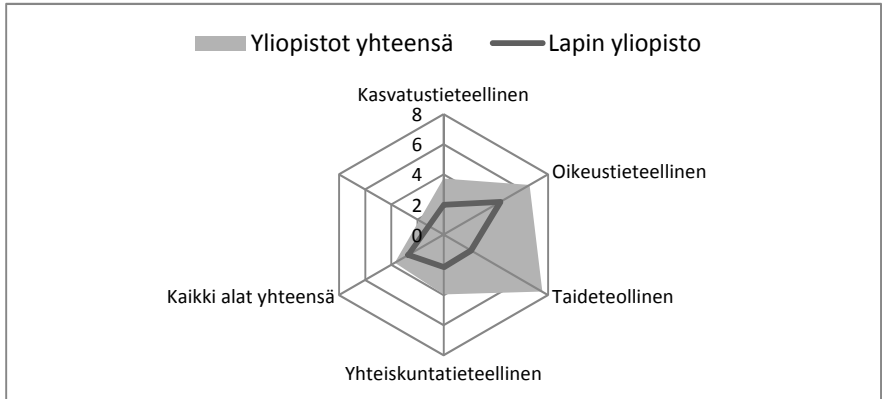 Yliopistot yhteensä Lapin yliopisto
Kasvatustieteellinen
8
6
4
2
0
Oikeustieteellinen
Taideteollinen
Yhteiskuntatieteellinen
Kaikki alat yhteensä